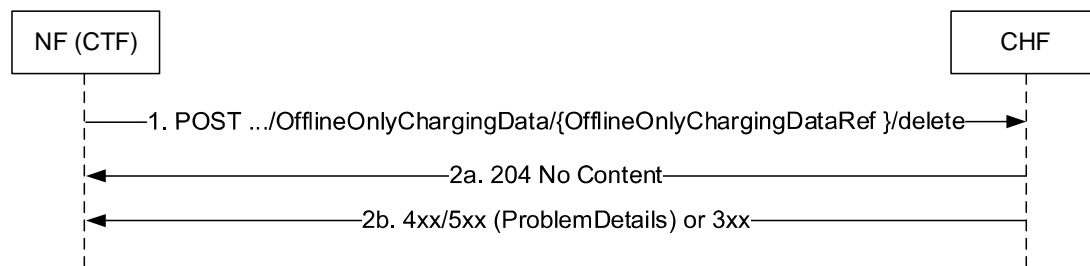 NF (CTF)
CHF
1. POST .../OfflineOnlyChargingData/{OfflineOnlyChargingDataRef }/delete
2a. 204 No Content
2b. 4xx/5xx (ProblemDetails) or 3xx